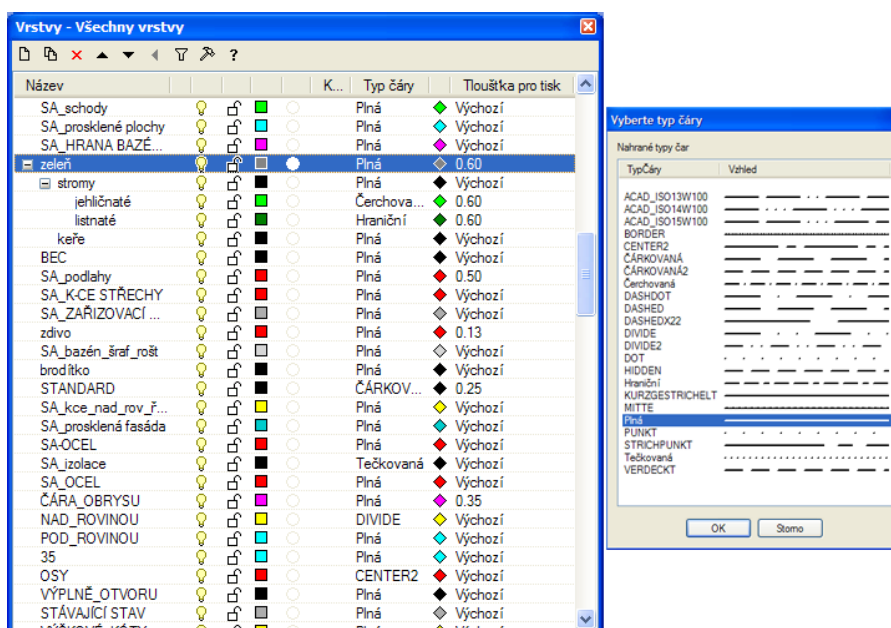 Vrstvy - Všechny vrstvy
?
Název K... Typ čáry Tloušťka pro tisk
SA_schody Plná Výchozí
SA_prosklené plochy Plná Výchozí
SA_HRANA BAZÉ... Plná Výchozí
zeleň Plná 0.60
stromy Plná Výchozí
jehličnaté Čerchova... 0.60
listnaté Hraniční 0.60
keře Plná Výchozí
BEC Plná Výchozí
SA_podlahy Plná 0.50
SA_K-CE STŘECHY Plná Výchozí
SA_ZAŘIZOVACÍ ... Plná Výchozí
zdivo Plná 0.13
SA_bazén_šraf_rošt Plná Výchozí
brodítko Plná Výchozí
STANDARD ČÁRKOV... 0.25
SA_kce_nad_rov_ř... Plná Výchozí
SA_prosklená fasáda Plná Výchozí
SA-OCEL Plná Výchozí
SA_izolace Tečkovaná Výchozí
SA_OCEL Plná Výchozí
ČÁRA_OBRYSU Plná 0.35
NAD_ROVINOU DIVIDE Výchozí
POD_ROVINOU Plná Výchozí
35 Plná Výchozí
OSY CENTER2 Výchozí
VÝPLNĚ_OTVORU Plná Výchozí
STÁVAJÍCÍ STAV Plná Výchozí
Vyberte typ čáry
Nahrané typy čar
TypČáry Vzhled
ACAD_ISO13W100
ACAD_ISO14W100
ACAD_ISO15W100
BORDER
CENTER2
ČÁRKOVANÁ
ČÁRKOVANÁ2
Čerchovaná
DASHDOT
DASHED
DASHEDX22
DIVIDE
DIVIDE2
DOT
HIDDEN
Hraniční
KURZGESTRICHELT
MITTE
Plná
PUNKT
STRICHPUNKT
Tečkovaná
VERDECKT
OK Storno